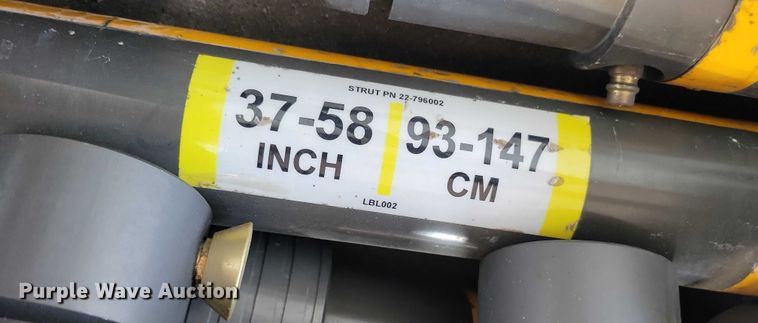 STRUT PN 22-796002
37-58 93-147
INCH CM
LBL002
Purple Wave Auction